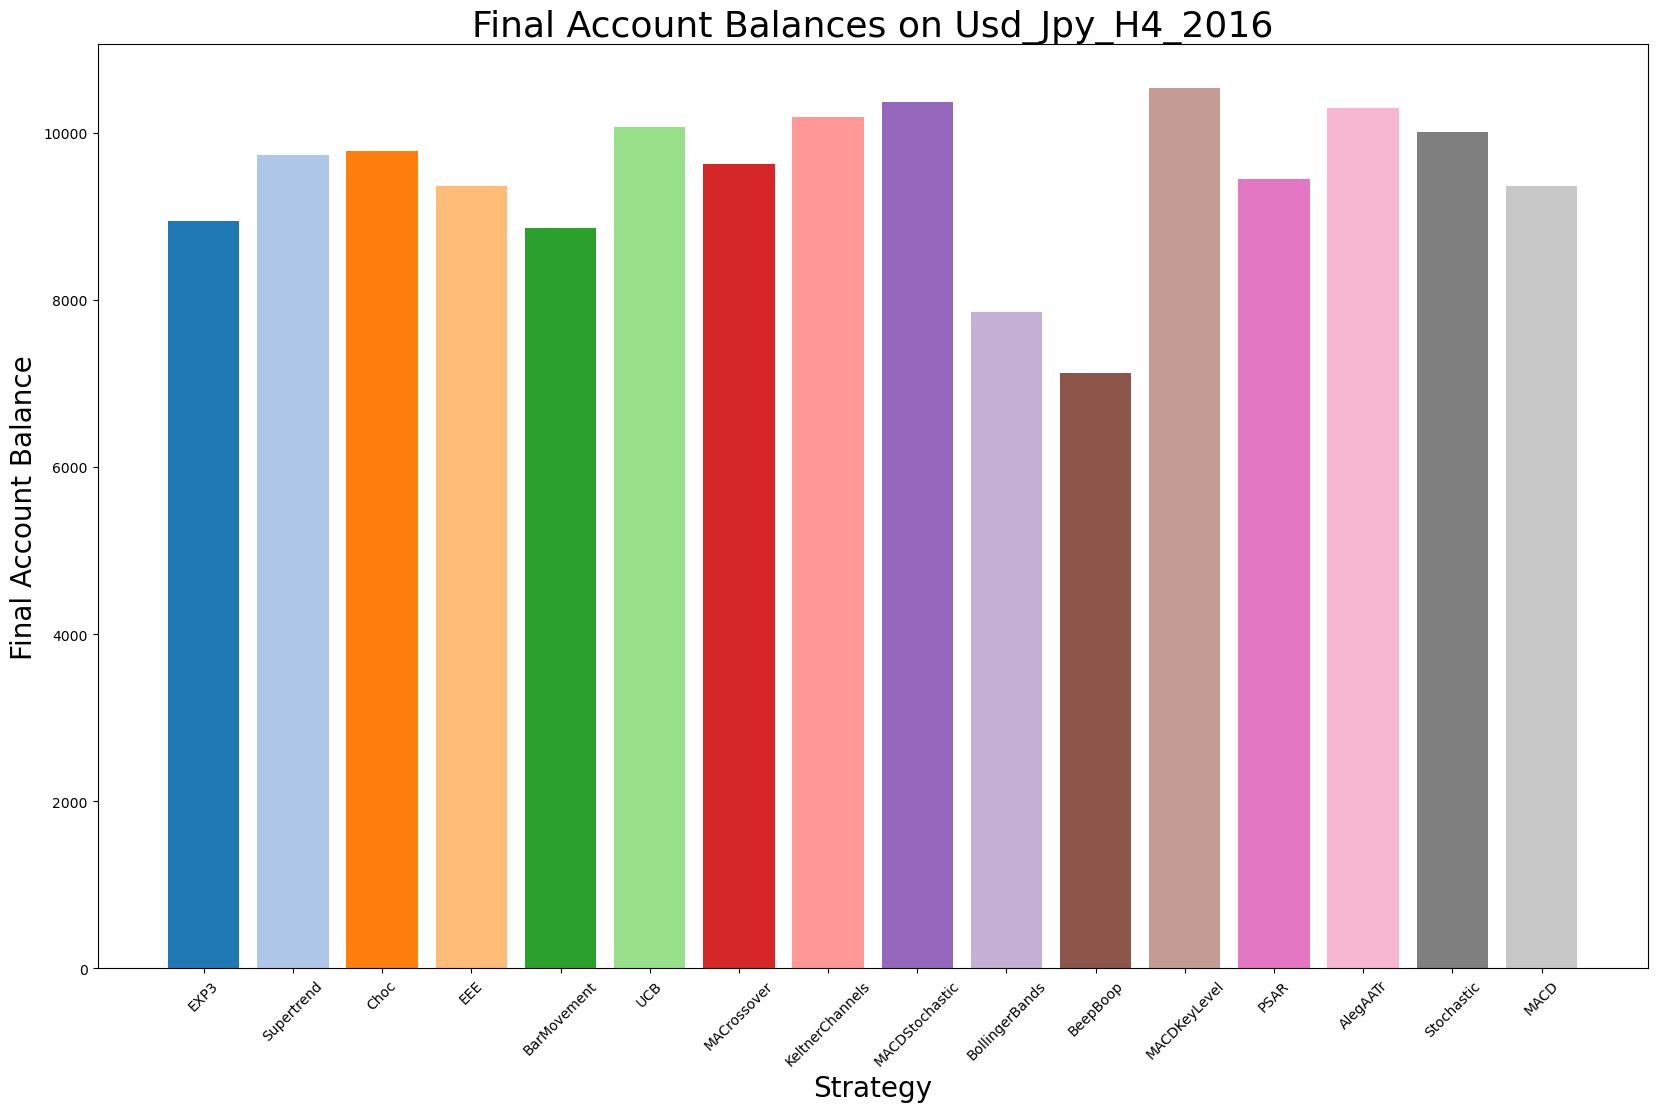 Final Account Balances on Usd_Jpy_H4_2016
Final Account Balance
10000
8000
6000
4000
2000
0
EXP3
Supertrend
Choc
EEE
BarMovement
UCB
MACrossover
KeltnerChannels
MACDStochastic
BollingerBands
BeepBoop
MACDKeyLevel
PSAR
AlegAATr
Stochastic
MACD
Strategy